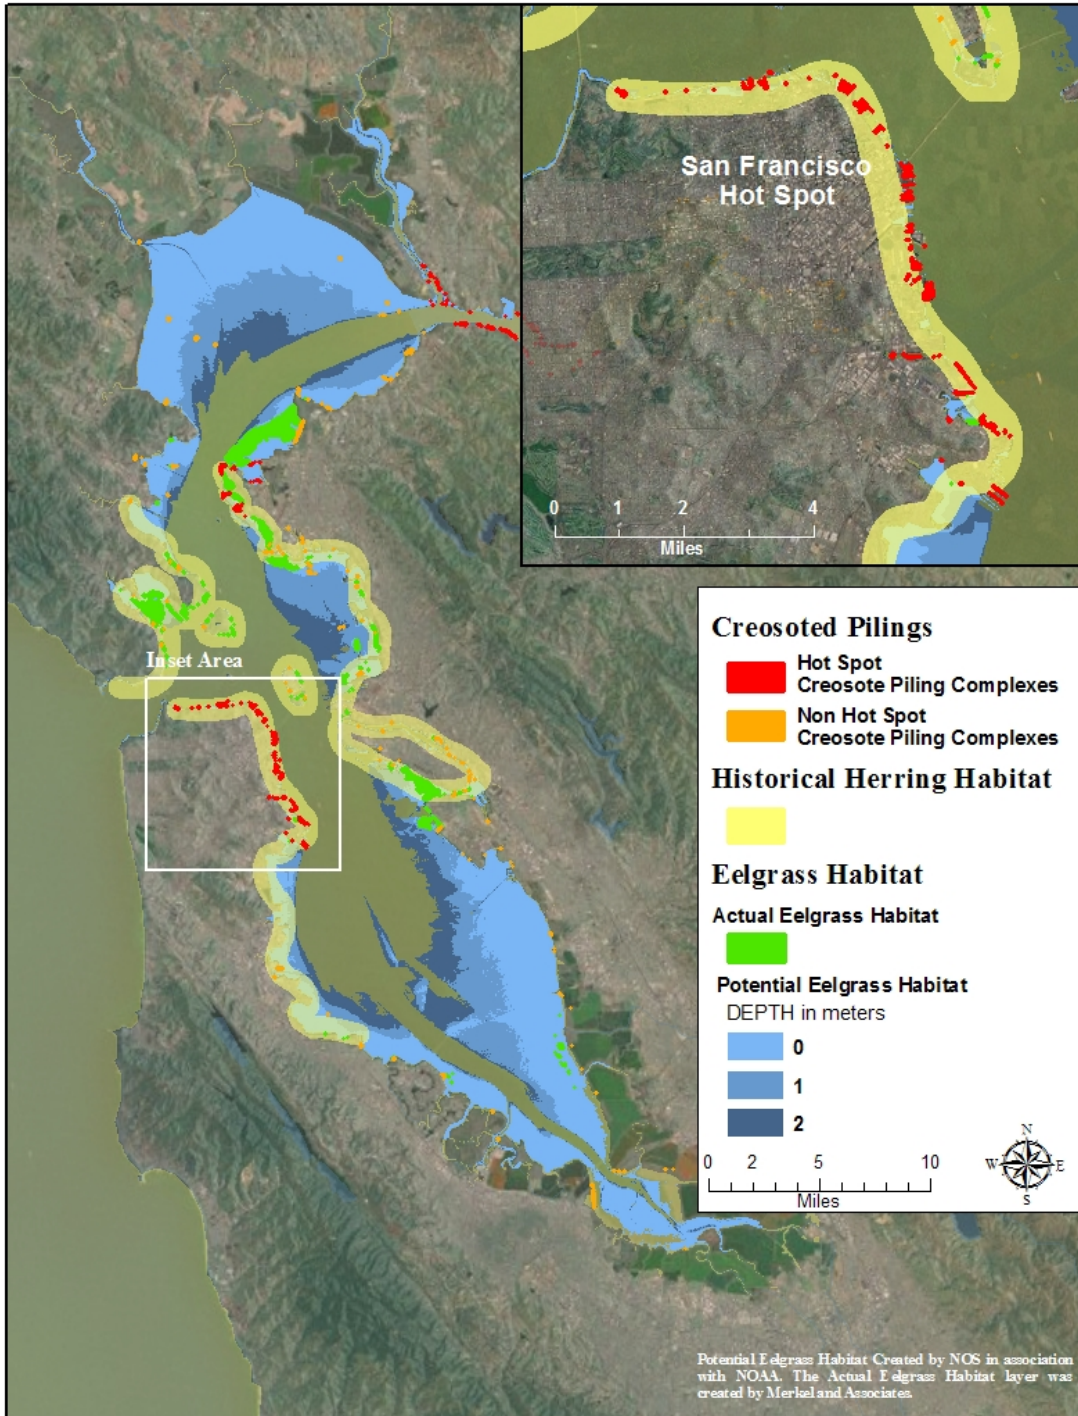 San Francisco
Hot Spot
0 1 2 4
Miles
Inset Area
Creosoted Pilings
Hot Spot
Creosote Piling Complexes
Non Hot Spot
Creosote Piling Complexes
Historical Herring Habitat
Eelgrass Habitat
Actual Eelgrass Habitat
Potential Eelgrass Habitat
DEPTH in meters
0
1
2
N
W E
S
0 2 5 10
Miles
Potential Eelgrass Habitat Created by NOS in association
with NOAA. The Actual Eelgrass Habitat layer was
created by Merkel and Associates.